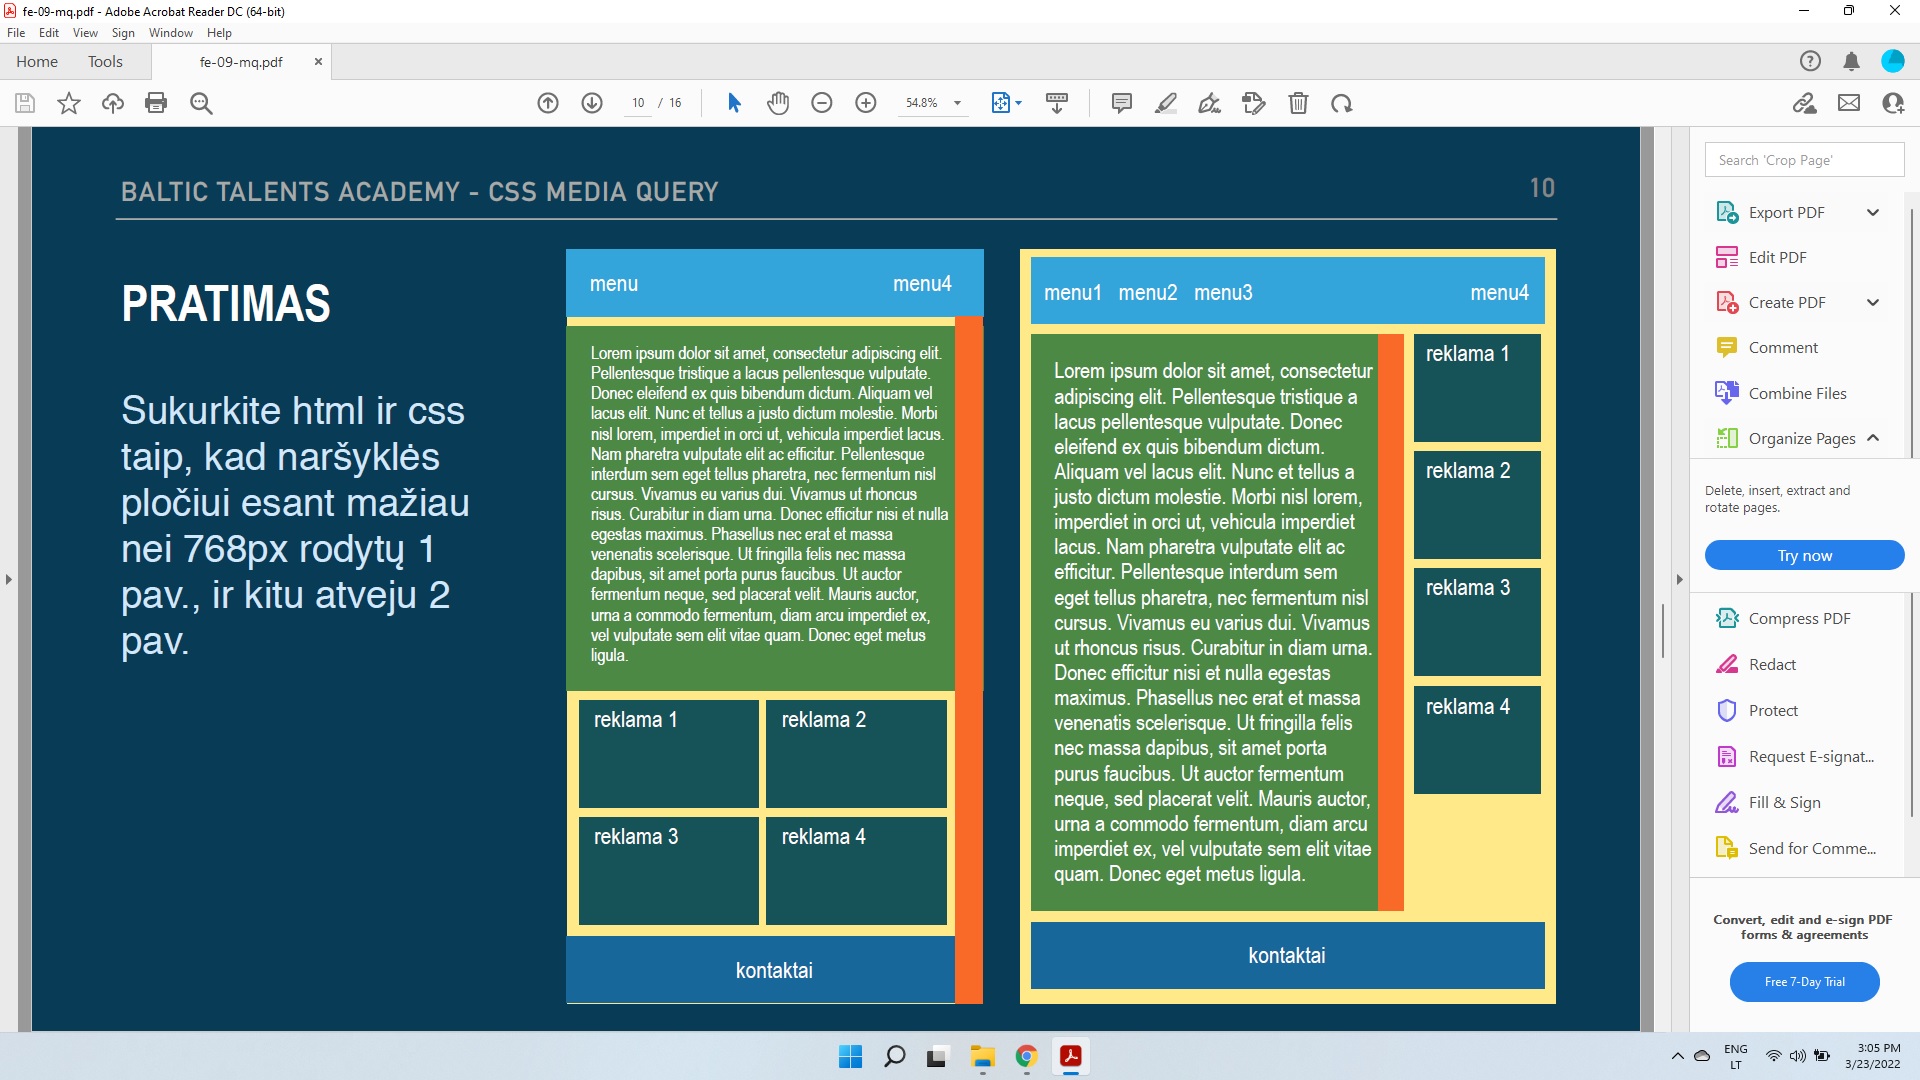 fe-09-mq.pdf - Adobe Acrobat Reader DC (64-bit)
File Edit View Sign Window Help
Home Tools fe-09-mq.pdf
10 / 16 54.8%
BALTIC TALENTS ACADEMY - CSS MEDIA QUERY 10
PRATIMAS
Sukurkite html ir css
taip, kad naršyklės
pločiui esant mažiau
nei 768px rodytų 1
pav., ir kitu atveju 2
pav.
menu menu4
Lorem ipsum dolor sit amet, consectetur adipiscing elit.
Pellentesque tristique a lacus pellentesque vulputate.
Donec eleifend ex quis bibendum dictum. Aliquam vel
lacus elit. Nunc et tellus a justo dictum molestie. Morbi
nisl lorem, imperdiet in orci ut, vehicula imperdiet lacus.
Nam pharetra vulputate elit ac efficitur. Pellentesque
interdum sem eget tellus pharetra, nec fermentum nisl
cursus. Vivamus eu varius dui. Vivamus ut rhoncus
risus. Curabitur in diam urna. Donec efficitur nisi et nulla
egestas maximus. Phasellus nec erat et massa
venenatis scelerisque. Ut fringilla felis nec massa
dapibus, sit amet porta purus faucibus. Ut auctor
fermentum neque, sed placerat velit. Mauris auctor,
urna a commodo fermentum, diam arcu imperdiet ex,
vel vulputate sem elit vitae quam. Donec eget metus
ligula.
reklama 1 reklama 2
reklama 3 reklama 4
kontaktai
menu1 menu2 menu3 menu4
Lorem ipsum dolor sit amet, consectetur
adipiscing elit. Pellentesque tristique a
lacus pellentesque vulputate. Donec
eleifend ex quis bibendum dictum.
Aliquam vel lacus elit. Nunc et tellus a
justo dictum molestie. Morbi nisl lorem,
imperdiet in orci ut, vehicula imperdiet
lacus. Nam pharetra vulputate elit ac
efficitur. Pellentesque interdum sem
eget tellus pharetra, nec fermentum nisl
cursus. Vivamus eu varius dui. Vivamus
ut rhoncus risus. Curabitur in diam urna.
Donec efficitur nisi et nulla egestas
maximus. Phasellus nec erat et massa
venenatis scelerisque. Ut fringilla felis
nec massa dapibus, sit amet porta
purus faucibus. Ut auctor fermentum
neque, sed placerat velit. Mauris auctor,
urna a commodo fermentum, diam arcu
imperdiet ex, vel vulputate sem elit vitae
quam. Donec eget metus ligula.
reklama 1
reklama 2
reklama 3
reklama 4
kontaktai
Search 'Crop Page'
Export PDF
Edit PDF
Create PDF
Comment
Combine Files
Organize Pages
Delete, insert, extract and
rotate pages.
Try now
Compress PDF
Redact
Protect
Request E-signat...
Fill & Sign
Send for Comme...
Convert, edit and e-sign PDF
forms & agreements
Free 7-Day Trial
ENG
LT
3:05 PM
3/23/2022